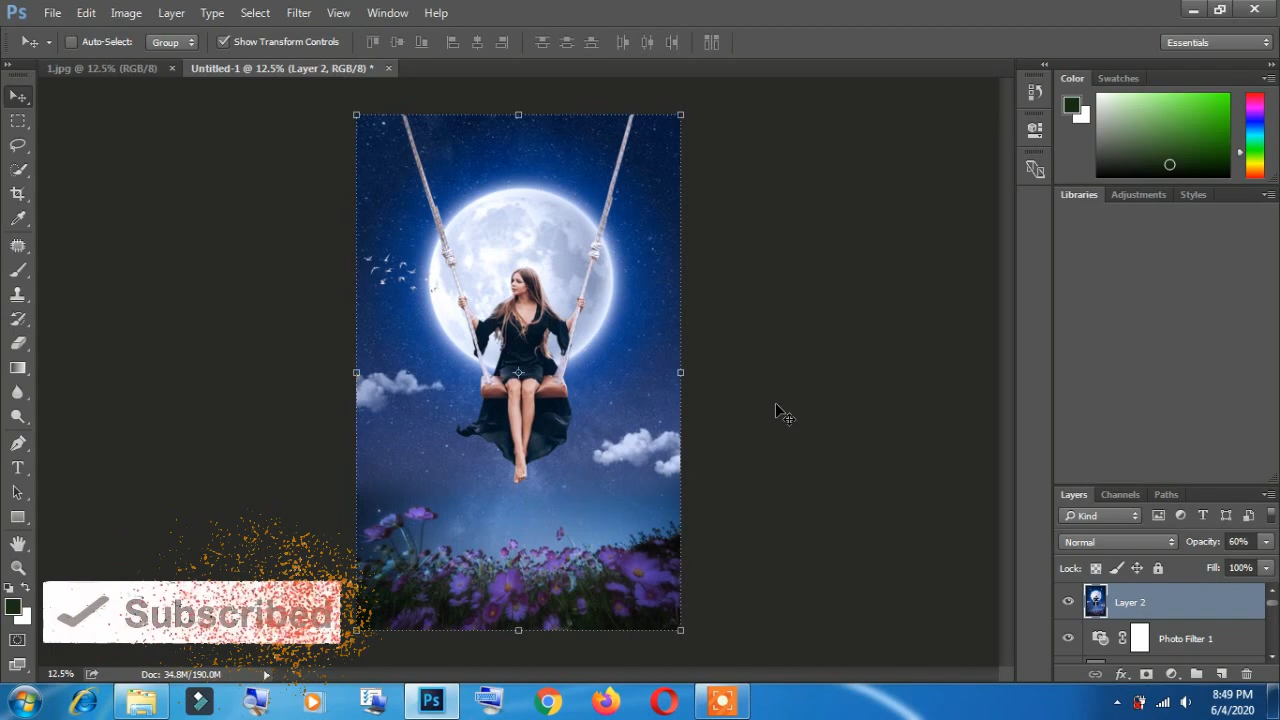 Ps File Edit Image Layer Type Select Filter 3D View Window Help
Auto-Select: Group Show Transform Controls Essentials
1.jpg @ 12.5% (RGB/8) × Untitled-1 @ 12.5% (Layer 2, RGB/8) * ×
Color Swatches
Libraries Adjustments Styles
Layers Channels Paths
Kind
Normal Opacity: 60%
Lock: Fill: 100%
Layer 2
Photo Filter 1
Subscribed
12.5% Doc: 34.8M/190.0M
Ps
8:49 PM
6/4/2020